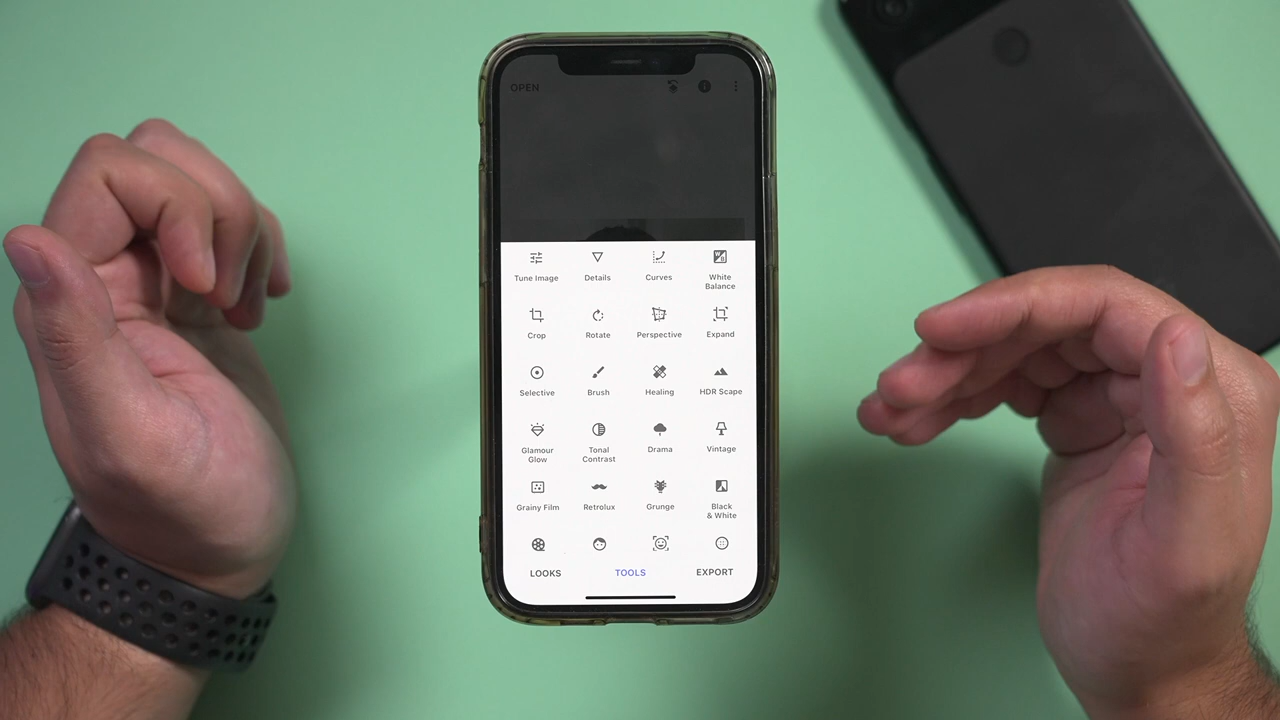 OPEN
Tune Image
Details
Curves
White
Balance
Crop
Rotate
Perspective
Expand
Selective
Brush
Healing
HDR Scape
Glamour
Glow
Tonal
Contrast
Drama
Vintage
Grainy Film
Retrolux
Grunge
Black
& White
LOOKS
TOOLS
EXPORT